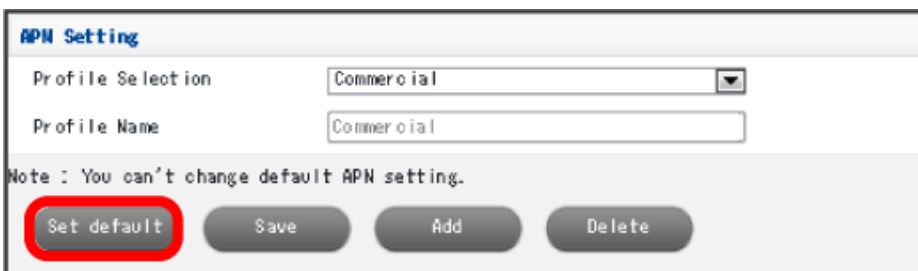 APN Setting
Profile Selection Commercial
Profile Name Commercial
Note : You can't change default APN setting.
Set default Save Add Delete